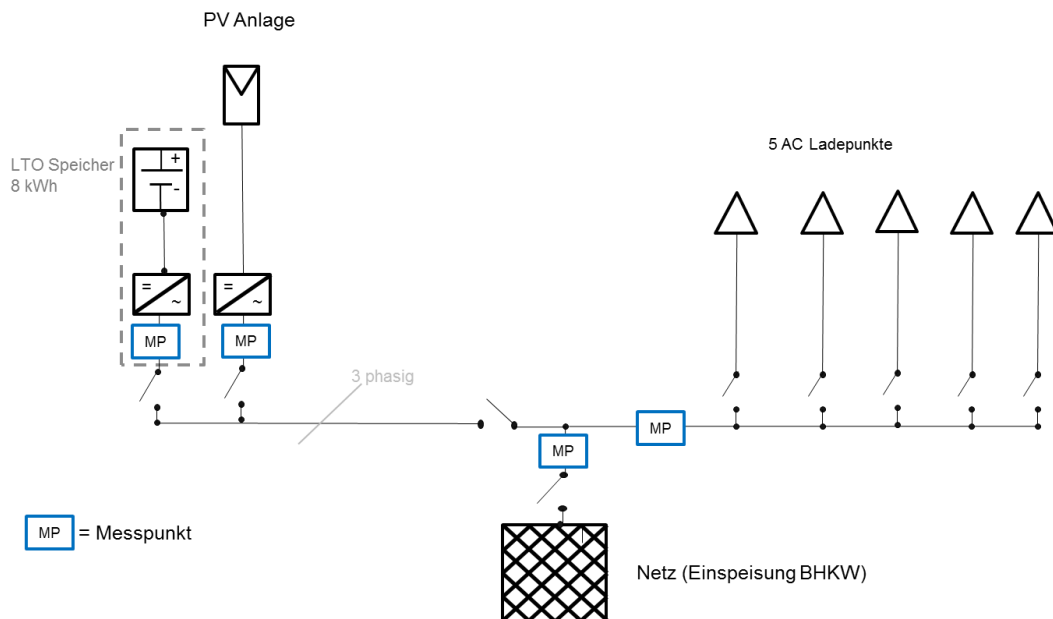 PV Anlage
LTO Speicher
8 kWh
+
-
=
~
=
~
MP
MP
5 AC Ladepunkte
3 phasig
MP
MP
MP = Messpunkt
Netz (Einspeisung BHKW)